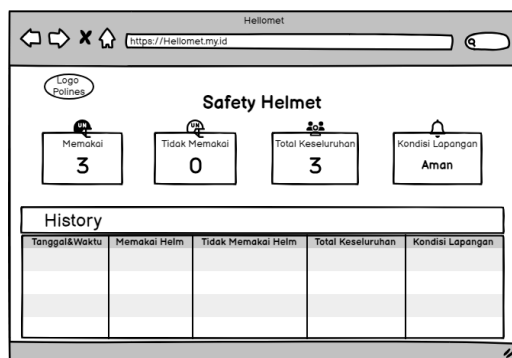 Hellomet
https://Hellomet.my.id
Logo
Polines
Safety Helmet
Memakai
3
Tidak Memakai
0
Total Keseluruhan
3
Kondisi Lapangan
Aman
History
Tanggal&Waktu Memakai Helm Tidak Memakai Helm Total Keseluruhan Kondisi Lapangan